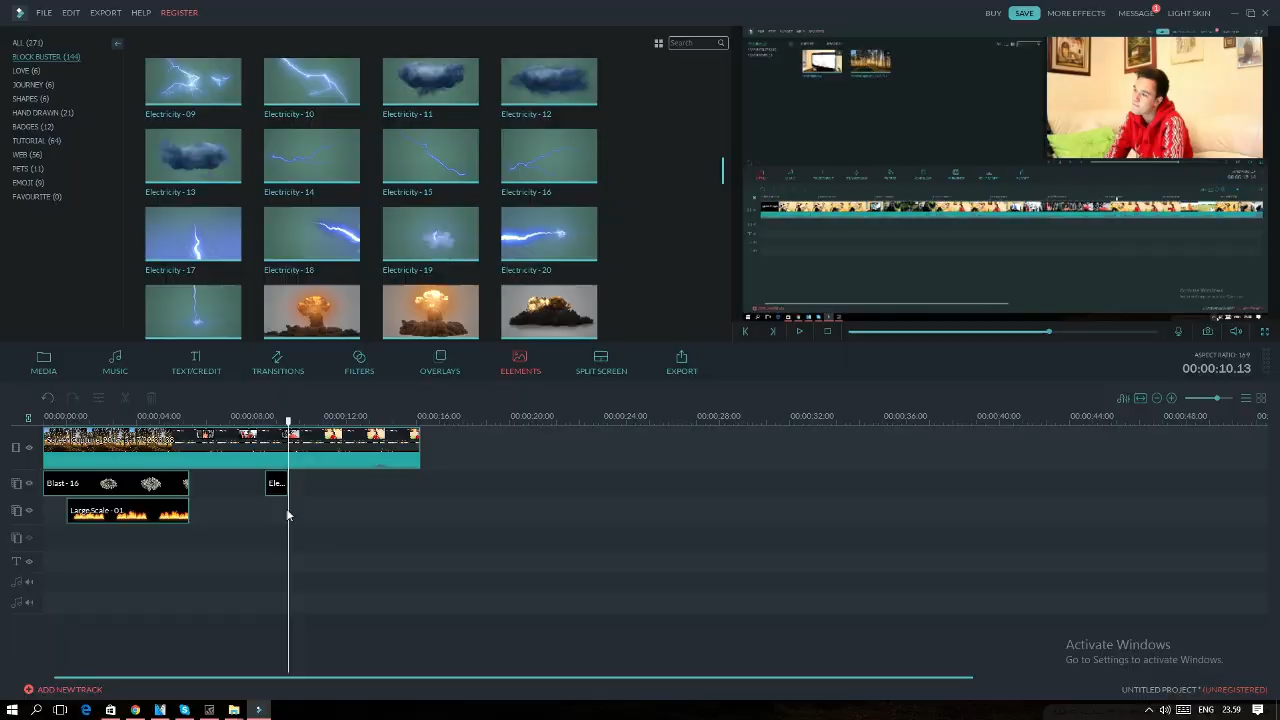 FILE EDIT EXPORT HELP REGISTER
BUY SAVE MORE EFFECTS MESSAGE 1 LIGHT SKIN
ALL (271)
BLOCK BUSTER (44)
LOVE (6)
JOURNEY (6)
SHAPES (6)
HAND DRAWN (21)
BADGES (12)
TUTORIAL (64)
WEB (56)
PETS (11)
EMOJI (9)
FAVOURITE (0)
Search
Electricity - 09 Electricity - 10 Electricity - 11 Electricity - 12
Electricity - 13 Electricity - 14 Electricity - 15 Electricity - 16
Electricity - 17 Electricity - 18 Electricity - 19 Electricity - 20
MEDIA MUSIC TEXT/CREDIT TRANSITIONS FILTERS OVERLAYS ELEMENTS SPLIT SCREEN EXPORT
ASPECT RATIO: 16:9
00:00:10.13
00:00:00:00 00:00:04:00 00:00:08:00 00:00:12:00 00:00:16:00 00:00:20:00 00:00:24:00 00:00:28:00 00:00:32:00 00:00:36:00 00:00:40:00 00:00:44:00 00:00:48:00 00:
Blast - 16 Ele...
Large Scale - 01
Activate Windows
Go to Settings to activate Windows.
ADD NEW TRACK
UNTITLED PROJECT * (UNREGISTERED)
ENG 23.59